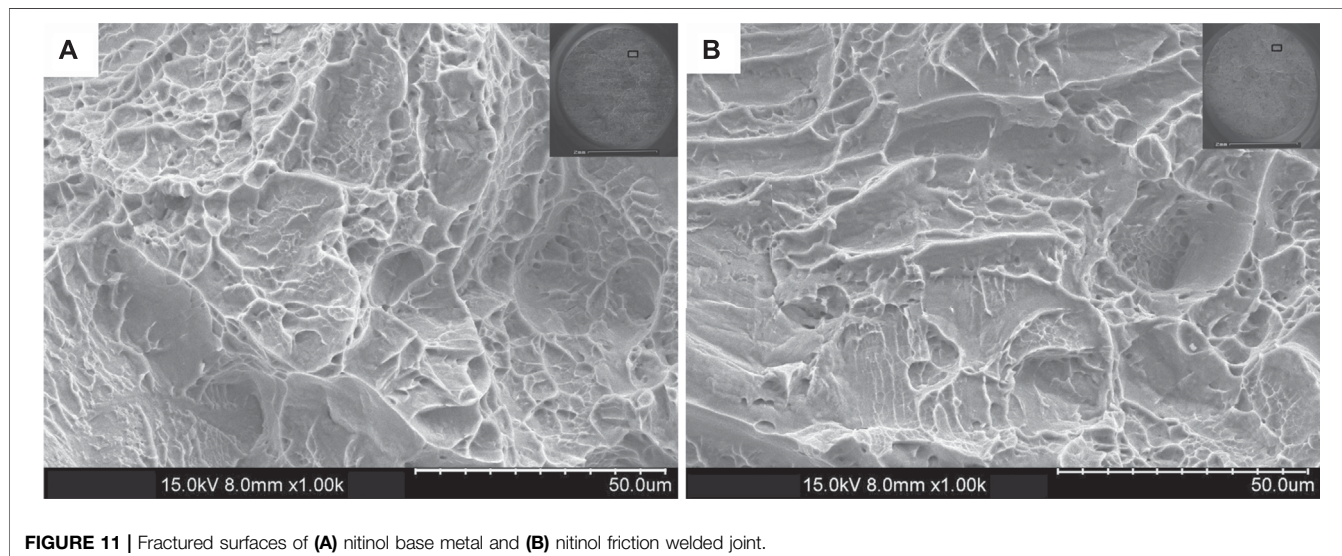 A
B
15.0kV 8.0mm x1.00k
50.0um
15.0kV 8.0mm x1.00k
50.0um
FIGURE 11 | Fractured surfaces of (A) nitinol base metal and (B) nitinol friction welded joint.